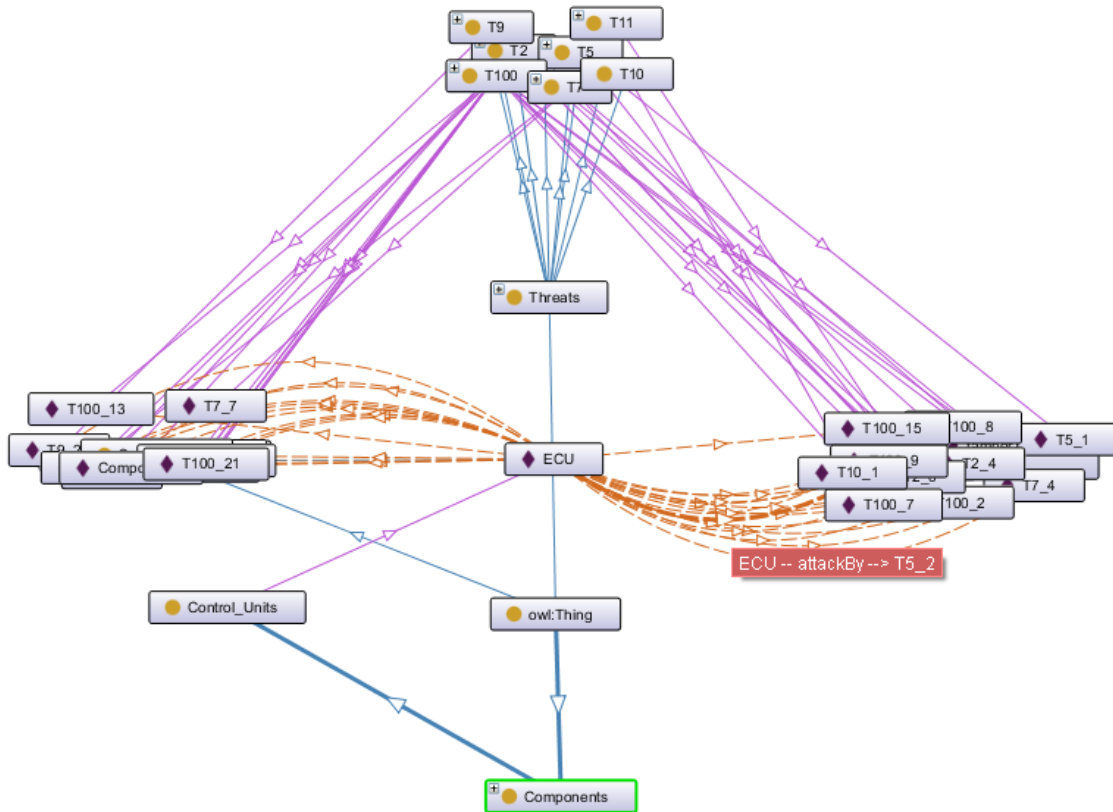 T9
T11
T2
T5
T100
T7
T10
Threats
T100_13
T7_7
T100_21
ECU
T100_15
T5_1
T2_4
T10_1
T7_4
T100_7
ECU -- attackBy --> T5_2
Control_Units
owl:Thing
Components